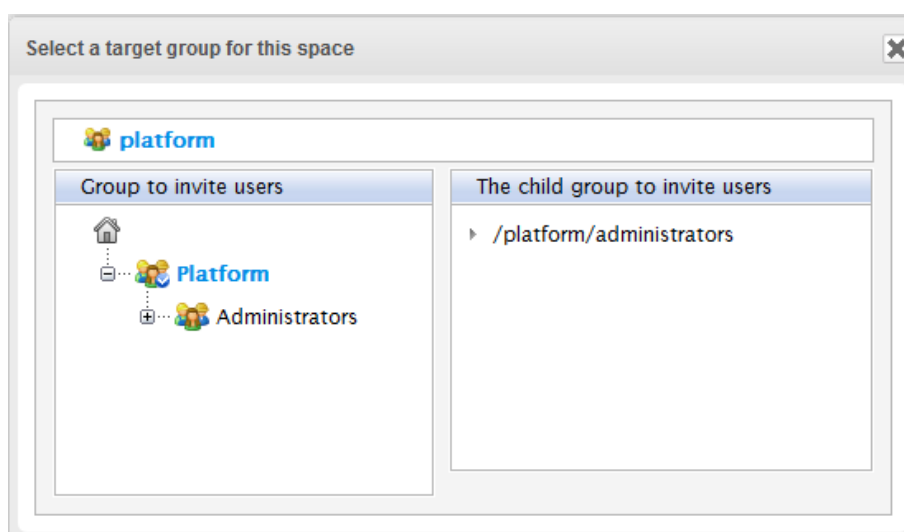 Select a target group for this space
platform
Group to invite users
Platform
Administrators
The child group to invite users
/platform/administrators